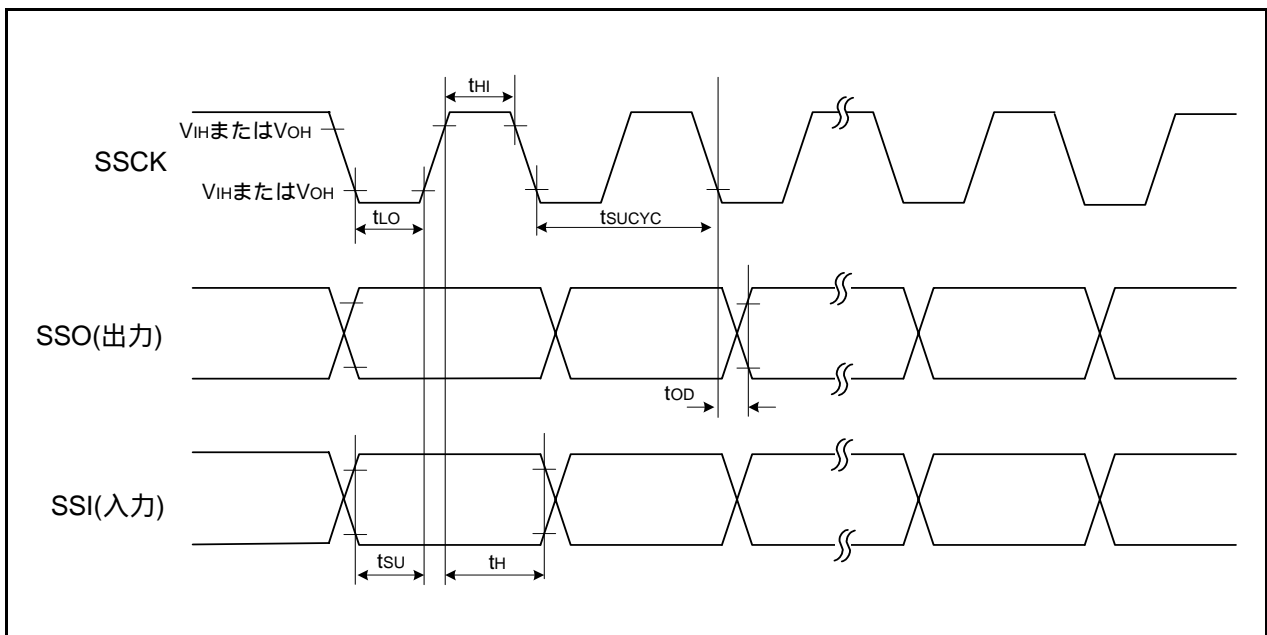 tHI
VIHまたはVOH
SSCK
VIHまたはVOH
tLO
tSUCYC
SSO(出力)
tOD
SSI(入力)
tSU
tH